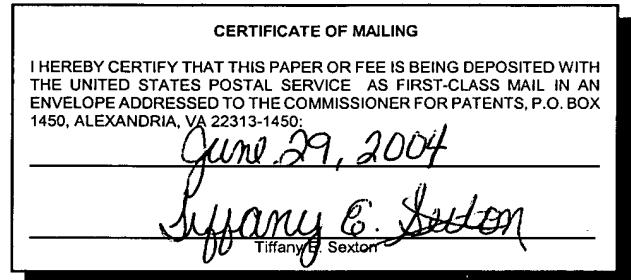 CERTIFICATE OF MAILING
I HEREBY CERTIFY THAT THIS PAPER OR FEE IS BEING DEPOSITED WITH
THE UNITED STATES POSTAL SERVICE AS FIRST-CLASS MAIL IN AN
ENVELOPE ADDRESSED TO THE COMMISSIONER FOR PATENTS, P.O. BOX
1450, ALEXANDRIA, VA 22313-1450:
June 29, 2004
Tiffany E. Sexton
Tiffany E. Sexton